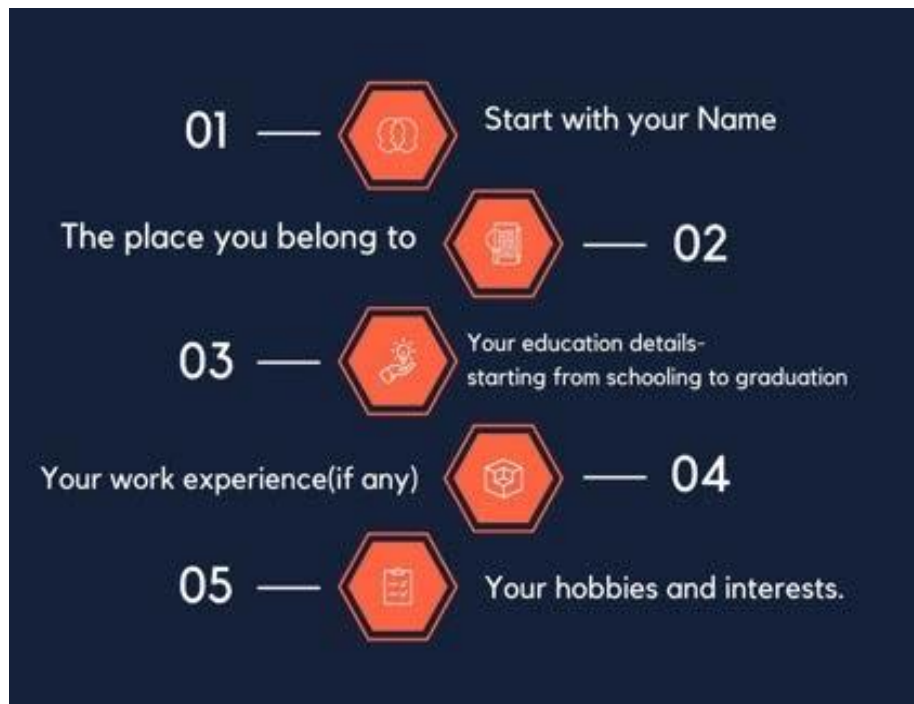 01
Start with your Name
The place you belong to
02
03
Your education details-
starting from schooling to graduation
Your work experience(if any)
04
05
Your hobbies and interests.